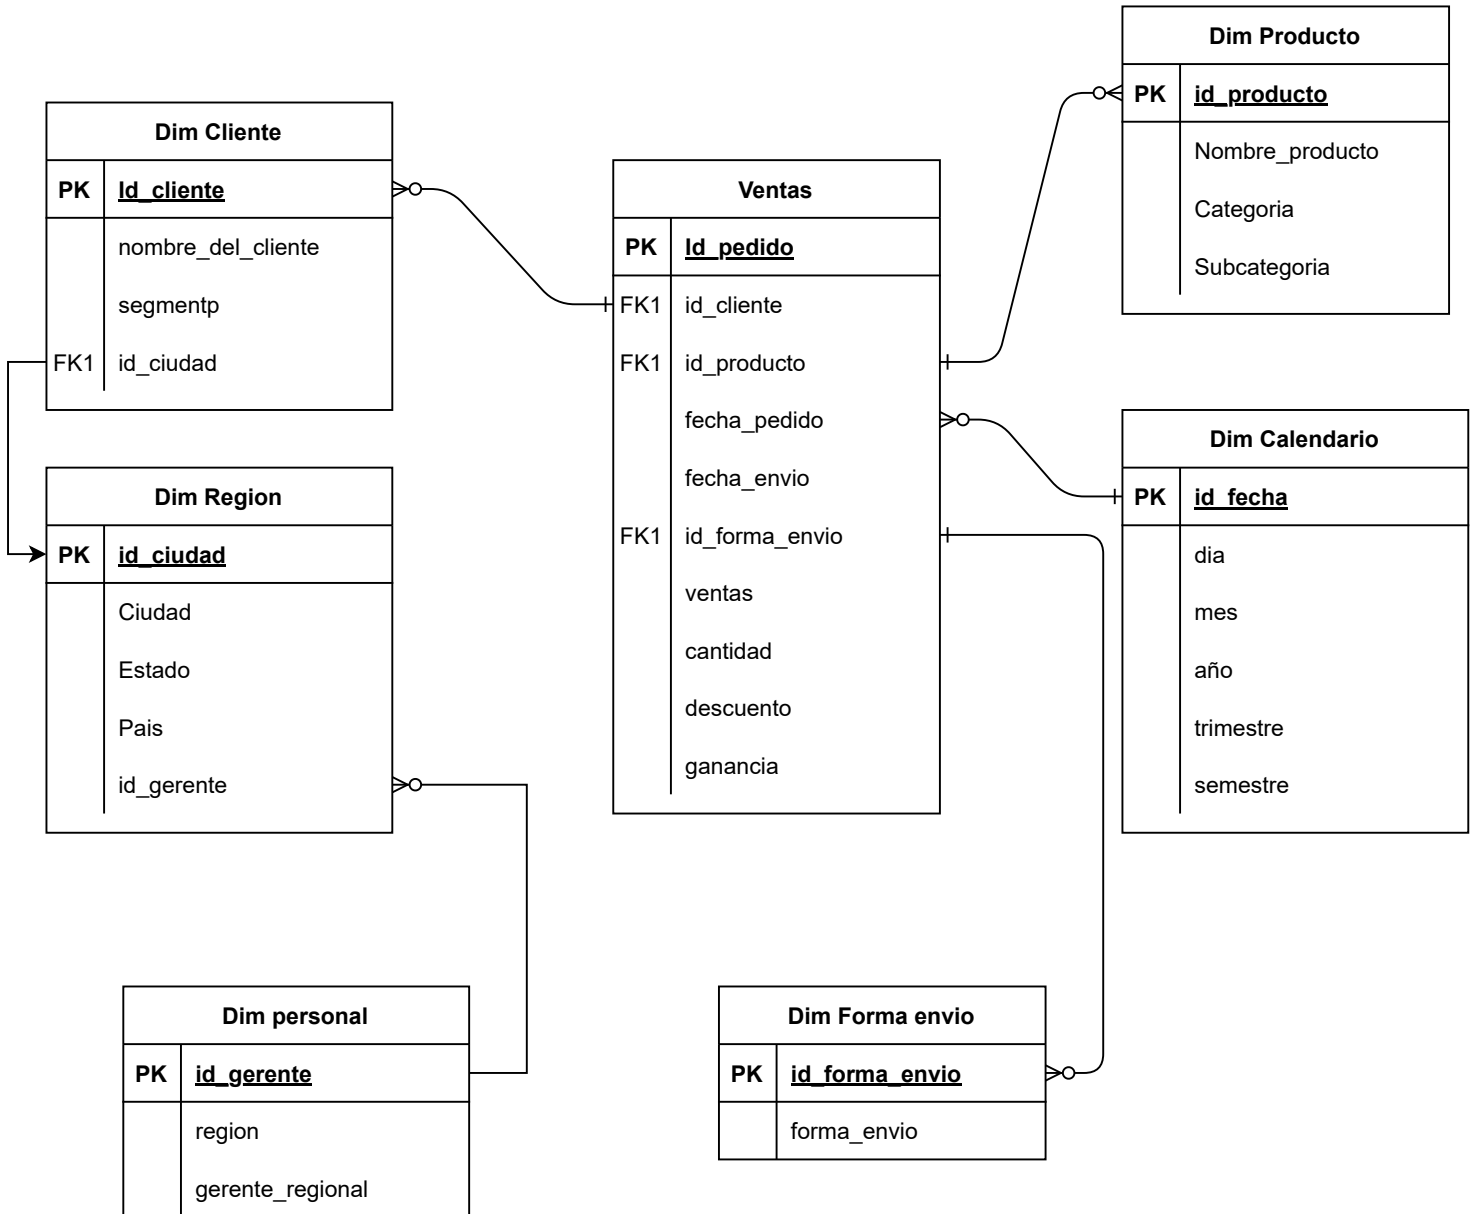 Dim Producto
PK id_producto
Nombre_producto
Categoria
Subcategoria
Dim Cliente
PK Id_cliente
nombre_del_cliente
segmentp
FK1 id_ciudad
Ventas
PK Id_pedido
FK1 id_cliente
FK1 id_producto
fecha_pedido
fecha_envio
FK1 id_forma_envio
ventas
cantidad
descuento
ganancia
Dim Calendario
PK id_fecha
dia
mes
año
trimestre
semestre
Dim Region
PK id_ciudad
Ciudad
Estado
Pais
id_gerente
Dim personal
PK id_gerente
region
gerente_regional
Dim Forma envio
PK id_forma_envio
forma_envio